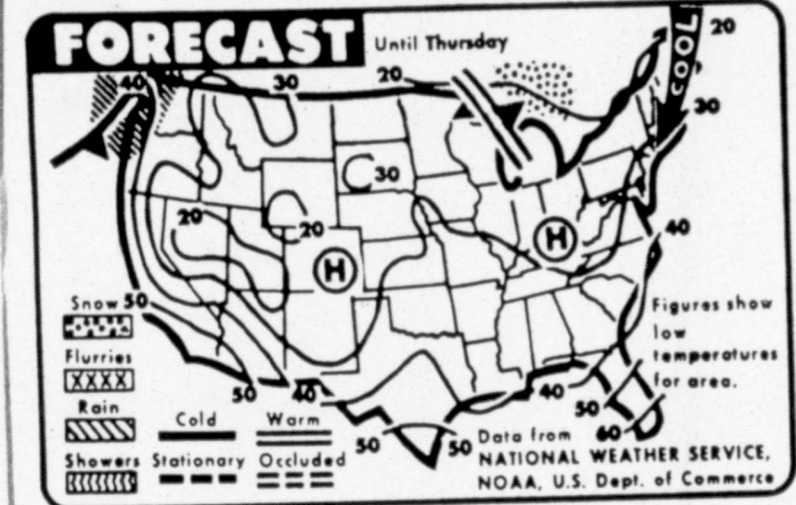 FORECAST
Until Thursday
20
COOL
40
30
20
30
30
20
20
H
H
40
Snow 50
Flurries
Rain
Showers
Cold
Warm
Stationary
Occluded
50
40
50
50
40
50
60
Figures show
low
temperatures
for area.
Data from
NATIONAL WEATHER SERVICE,
NOAA, U.S. Dept. of Commerce